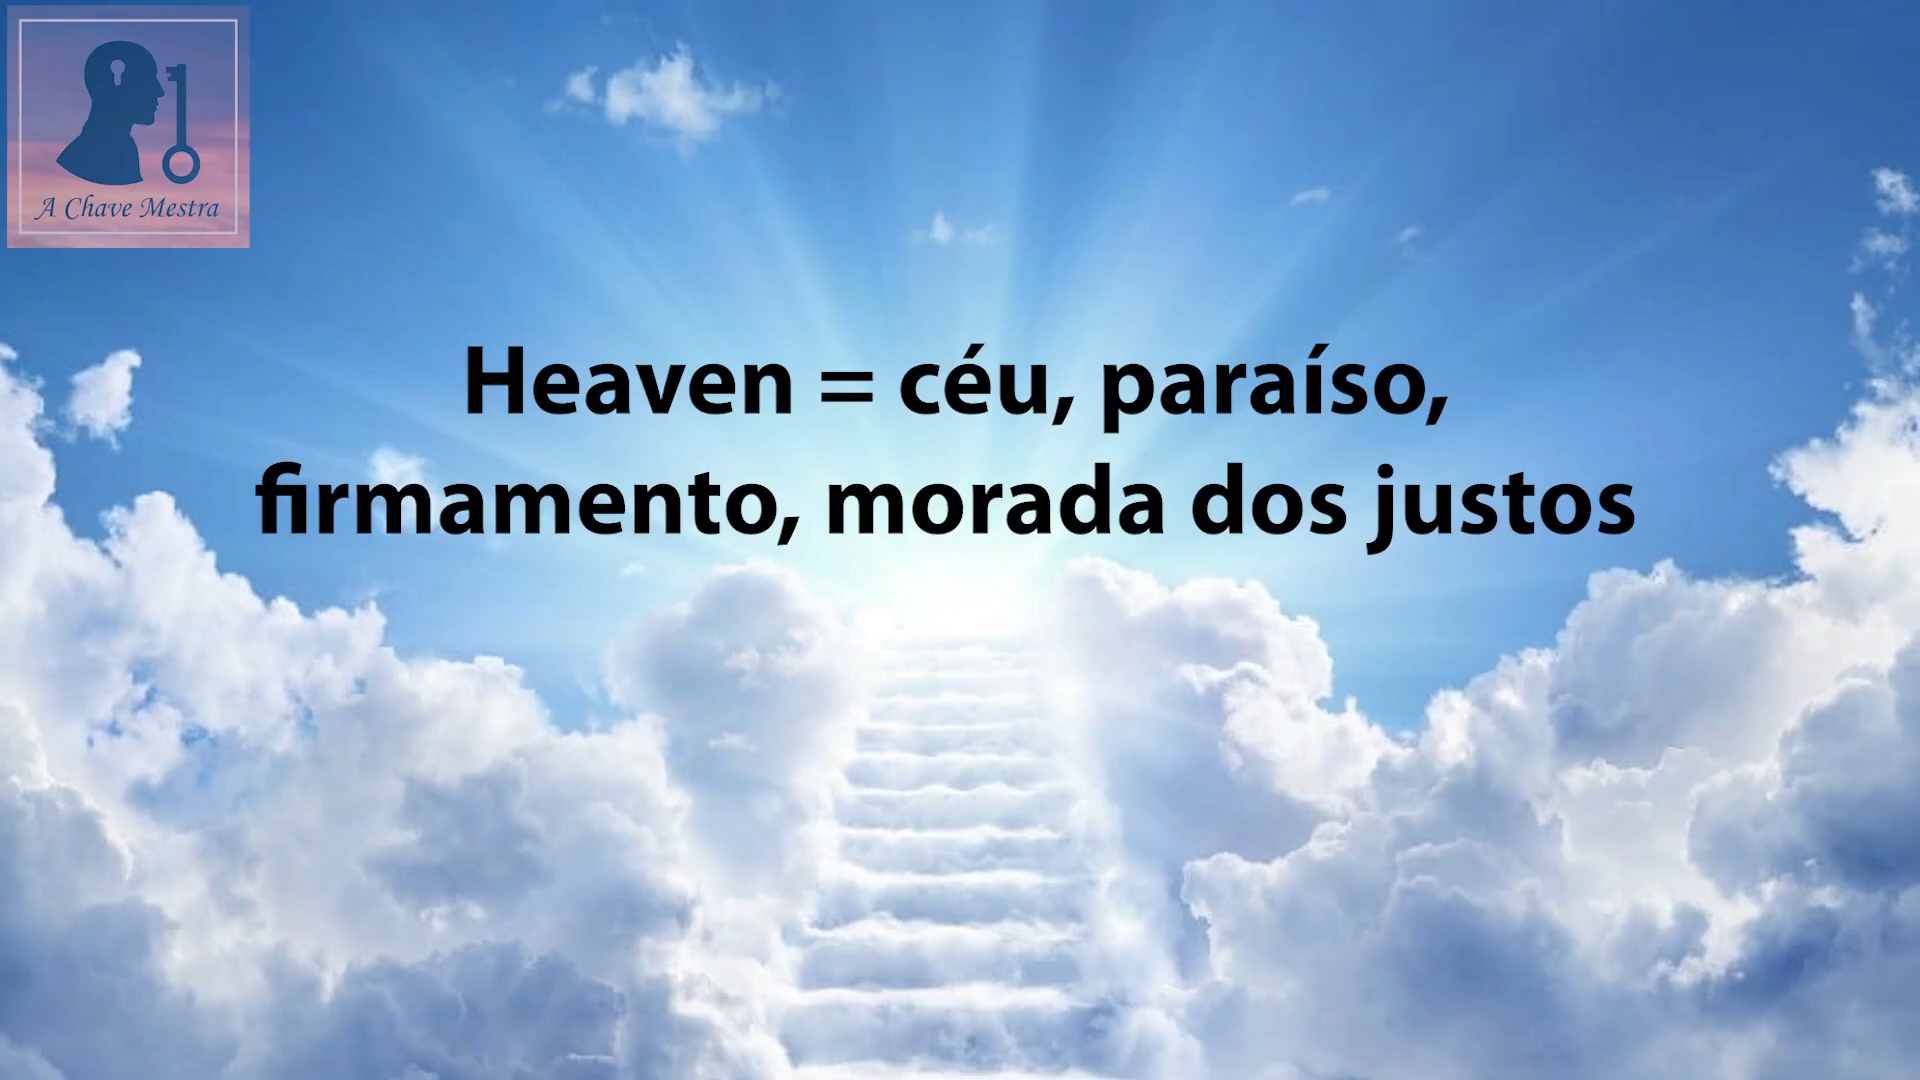 A Chave Mestra
Heaven = céu, paraíso,
firmamento, morada dos justos